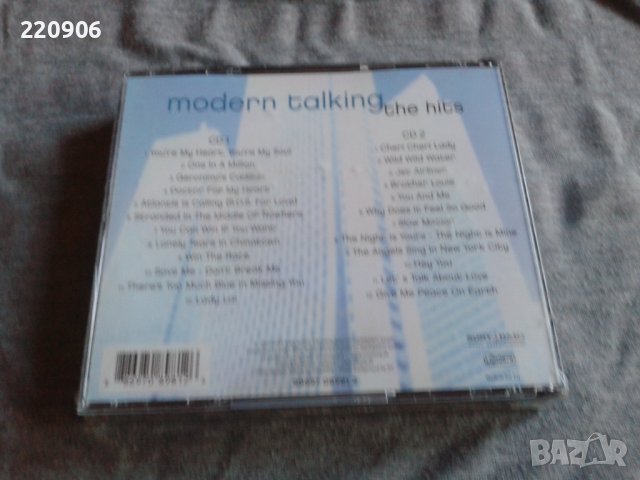 220906
modern talking
the hits
CD 1
You're My Heart, You're My Soul
One In A Million
Geronimo's Cadillac
Doctor For My Heart
Atlantis Is Calling (S.O.S. For Love)
Stranded In The Middle Of Nowhere
You Can Win If You Want
Lonely Tears In Chinatown
Win The Race
Save Me - Don't Break Me
There's Too Much Blue In Missing You
Lady Lai
CD 2
Cheri Cheri Lady
Wild Wild Water
Jet Airliner
Brother Louie
You And Me
Why Does It Feel So Good
Slow Motion
The Night Is Yours - The Night Is Mine
The Angels Sing In New York City
Hey You
Let's Talk About Love
Give Me Peace On Earth
BAZAR